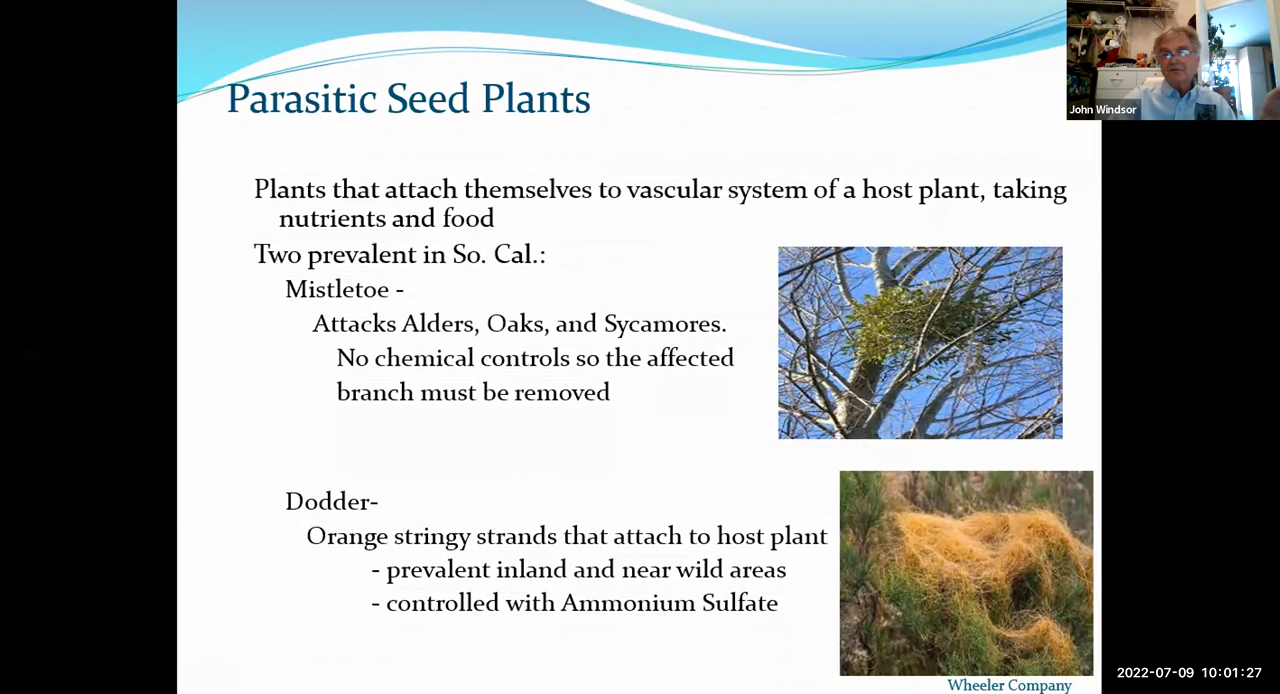 Parasitic Seed Plants
John Windsor
Plants that attach themselves to vascular system of a host plant, taking
nutrients and food
Two prevalent in So. Cal.:
Mistletoe -
Attacks Alders, Oaks, and Sycamores.
No chemical controls so the affected
branch must be removed
Dodder-
Orange stringy strands that attach to host plant
- prevalent inland and near wild areas
- controlled with Ammonium Sulfate
2022-07-09 10:01:27
Wheeler Company